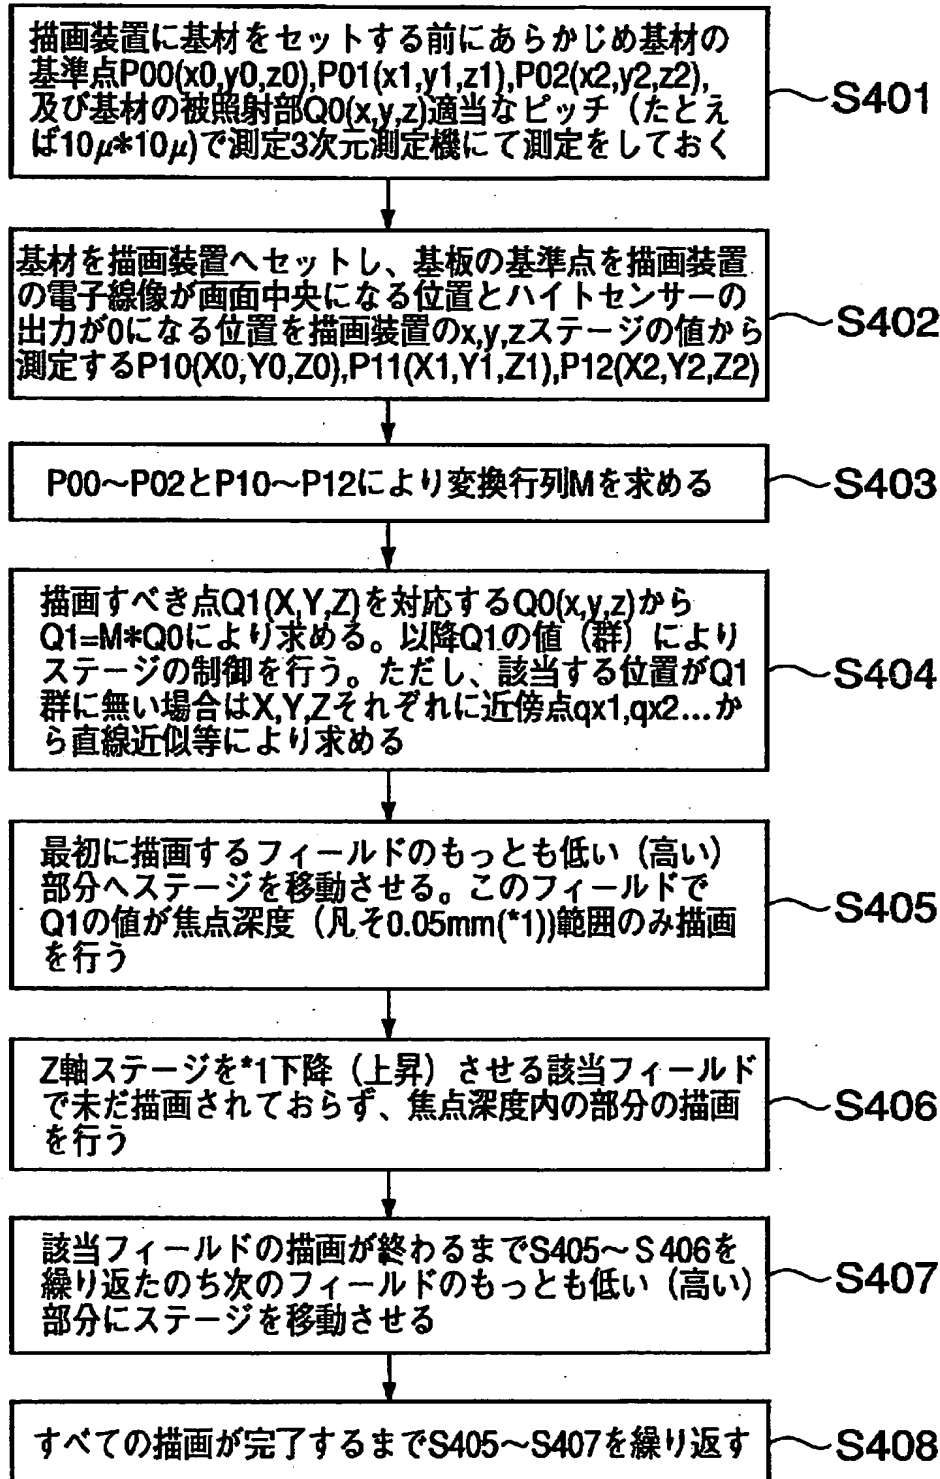 描画装置に基材をセットする前にあらかじめ基材の
基準点P00(x0,y0,z0),P01(x1,y1,z1),P02(x2,y2,z2),
及び基材の被照射部Q0(x,y,z)適当なピッチ（たとえ
ば10μ*10μ)で測定3次元測定機にて測定をしておく
S401
基材を描画装置へセットし、基板の基準点を描画装置
の電子線像が画面中央になる位置とハイトセンサーの
出力が0になる位置を描画装置のx,y,zステージの値から
測定するP10(X0,Y0,Z0),P11(X1,Y1,Z1),P12(X2,Y2,Z2)
S402
P00～P02とP10～P12により変換行列Mを求める
S403
描画すべき点Q1(X,Y,Z)を対応するQ0(x,y,z)から
Q1=M*Q0により求める。以降Q1の値（群）により
ステージの制御を行う。ただし、該当する位置がQ1
群に無い場合はX,Y,Zそれぞれに近傍点qx1,qx2...か
ら直線近似等により求める
S404
最初に描画するフィールドのもっとも低い（高い）
部分へステージを移動させる。このフィールドで
Q1の値が焦点深度（凡そ0.05mm(*1))範囲のみ描画
を行う
S405
Z軸ステージを*1下降（上昇）させる該当フィールド
で未だ描画されておらず、焦点深度内の部分の描画
を行う
S406
該当フィールドの描画が終わるまでS405～S406を
繰り返たのち次のフィールドのもっとも低い（高い）
部分にステージを移動させる
S407
すべての描画が完了するまでS405～S407を繰り返す
S408